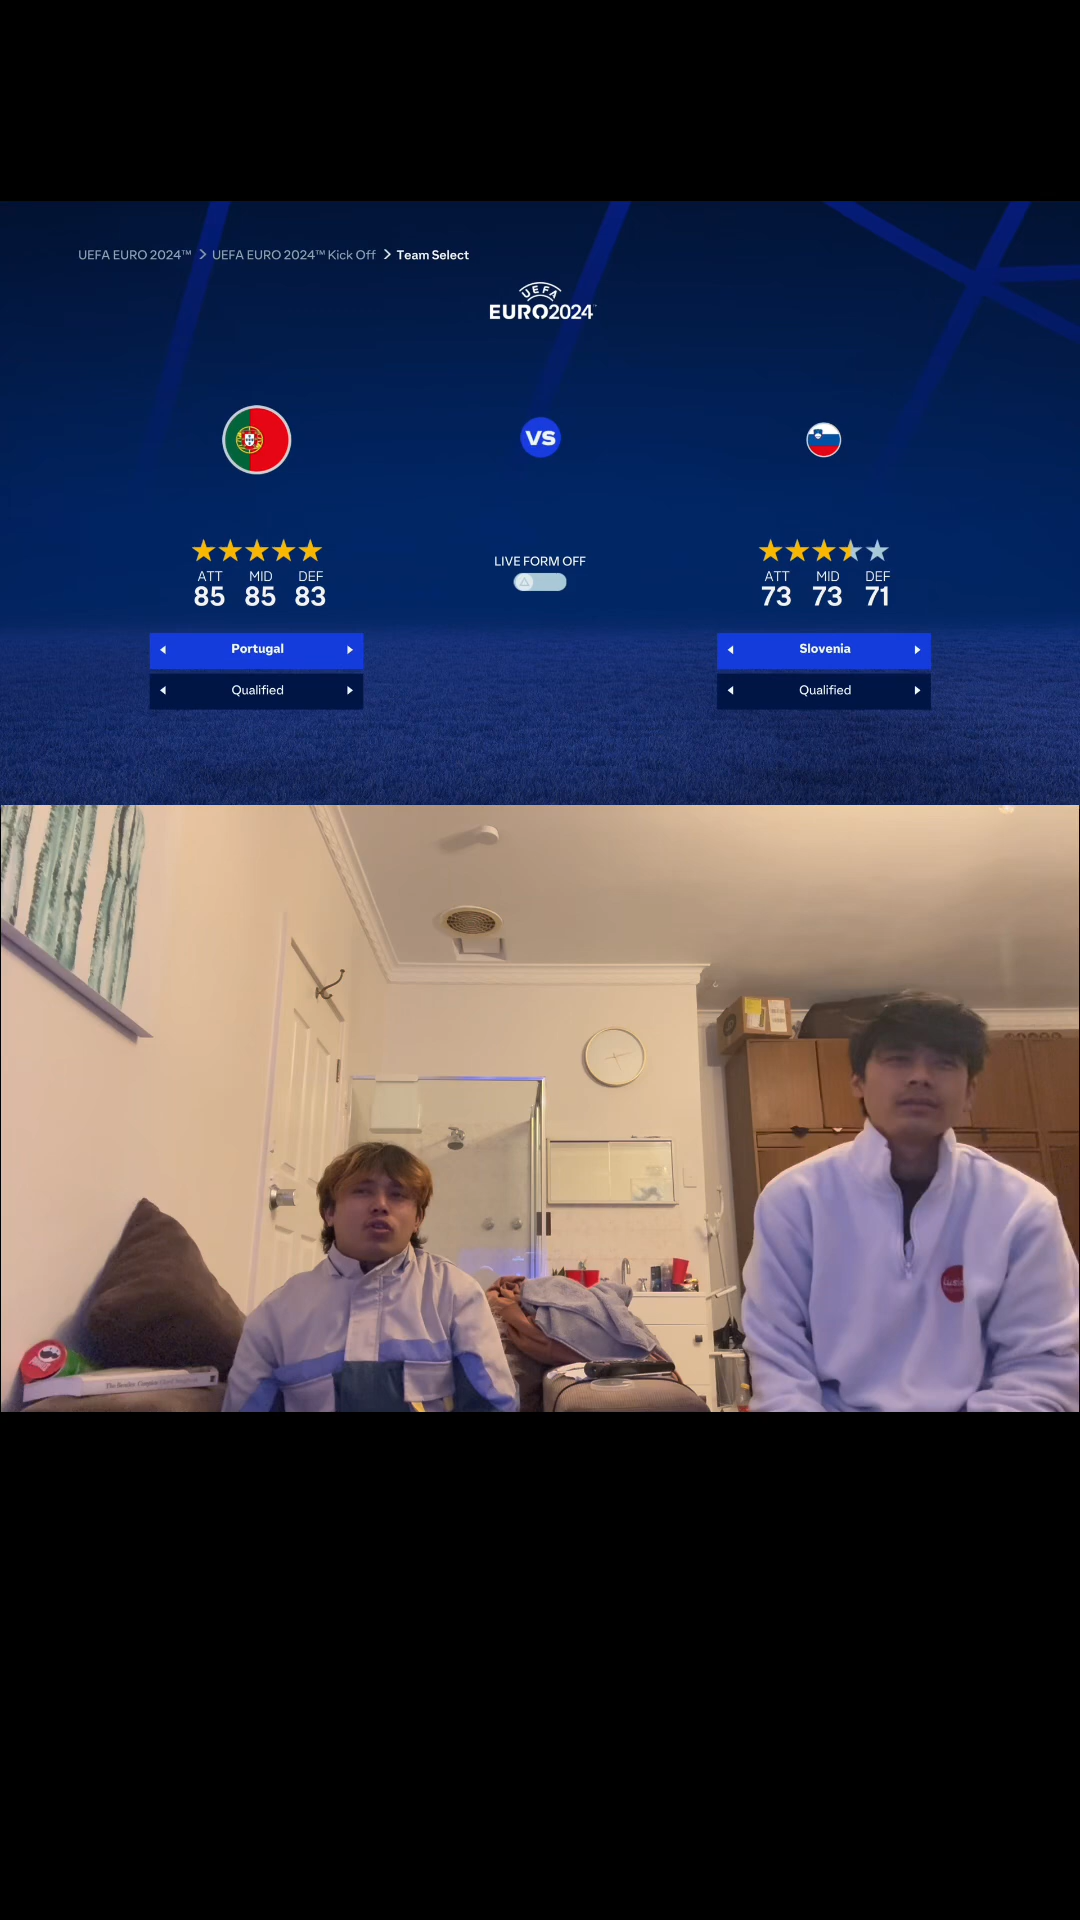 UEFA EURO 2024™ > UEFA EURO 2024™ Kick Off > Team Select
UEFA
EURO2024™
VS
LIVE FORM OFF
ATT MID DEF
85 85 83
ATT MID DEF
73 73 71
Portugal
Slovenia
Qualified
Qualified